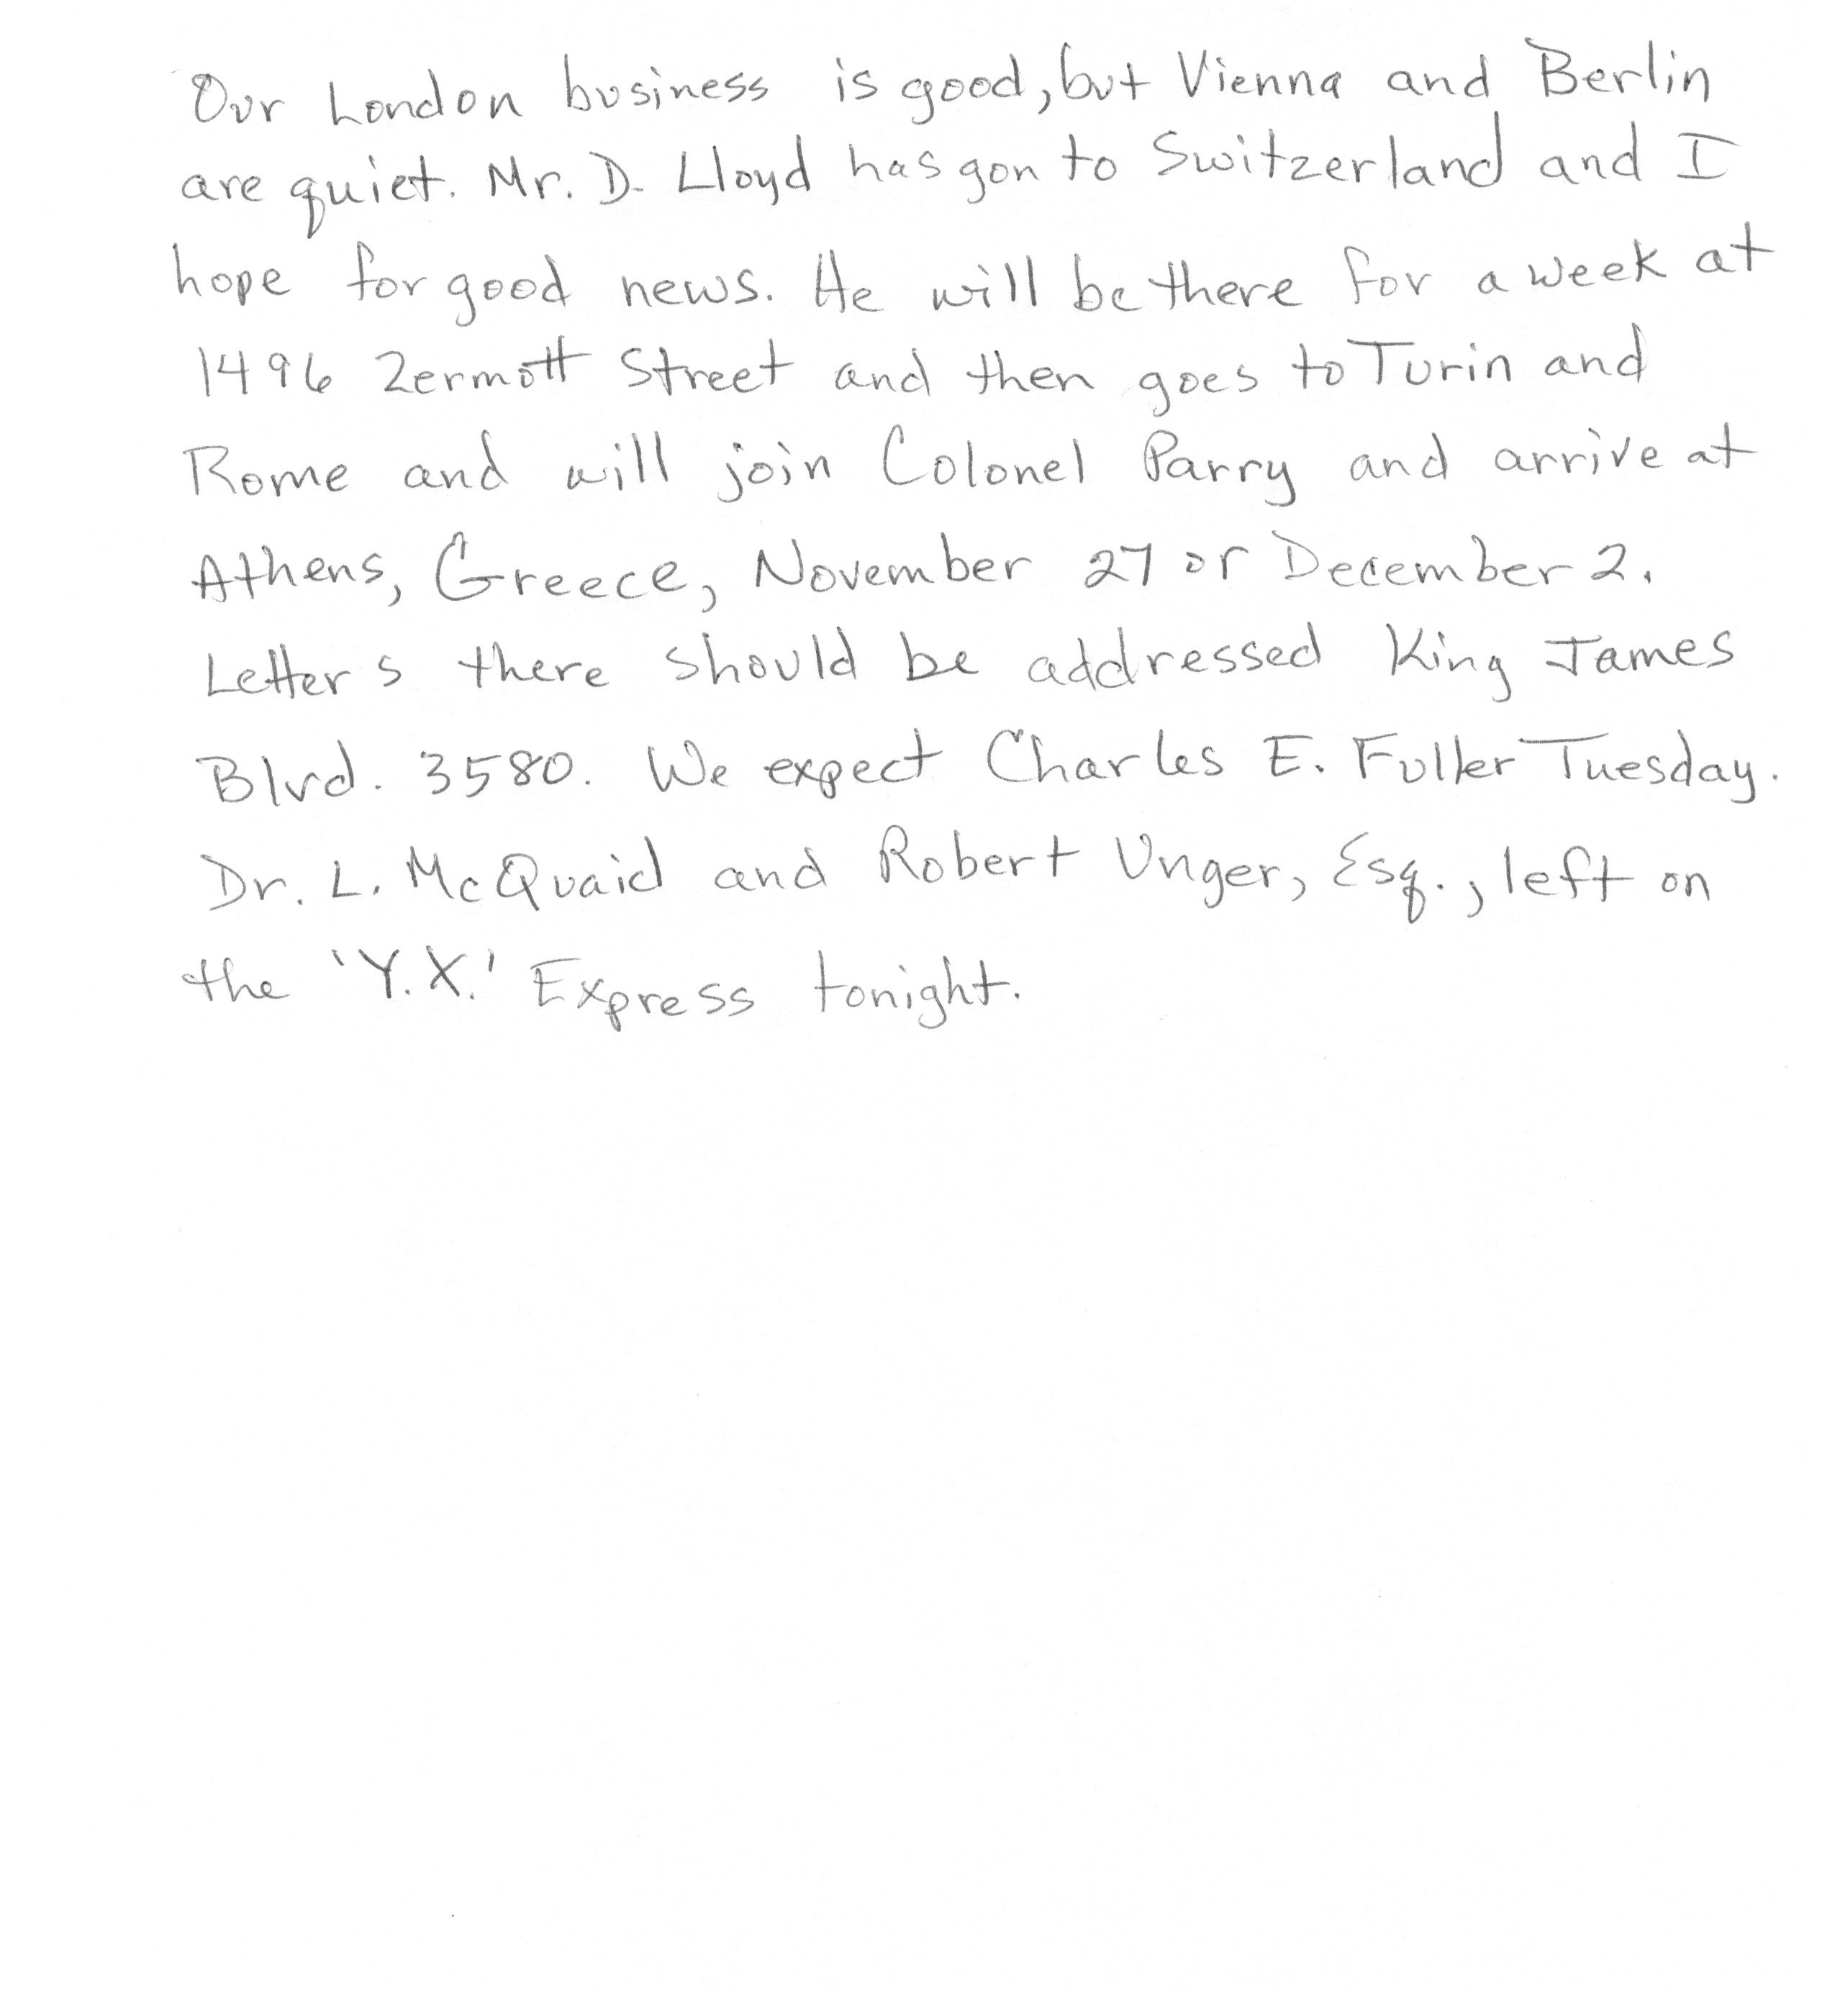 Our London business is good, but Vienna and Berlin
are quiet. Mr. D. Lloyd has gon to Switzerland and I
hope for good news. He will be there for a week at
1496 Zermott Street and then goes to Turin and
Rome and will join Colonel Parry and arrive at
Athens, Greece, November 27 or December 2.
Letters there should be addressed King James
Blvd. 3580. We expect Charles E. Fuller Tuesday.
Dr. L. McQuaid and Robert Unger, Esq., left on
the 'Y.X.' Express tonight.